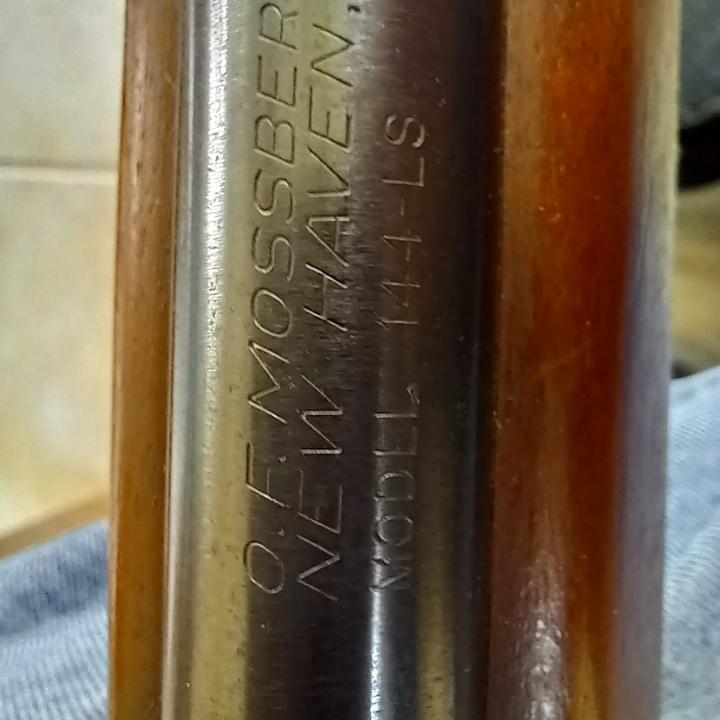 O.F. MOSSBER
NEW HAVEN,
MODEL 144-LS